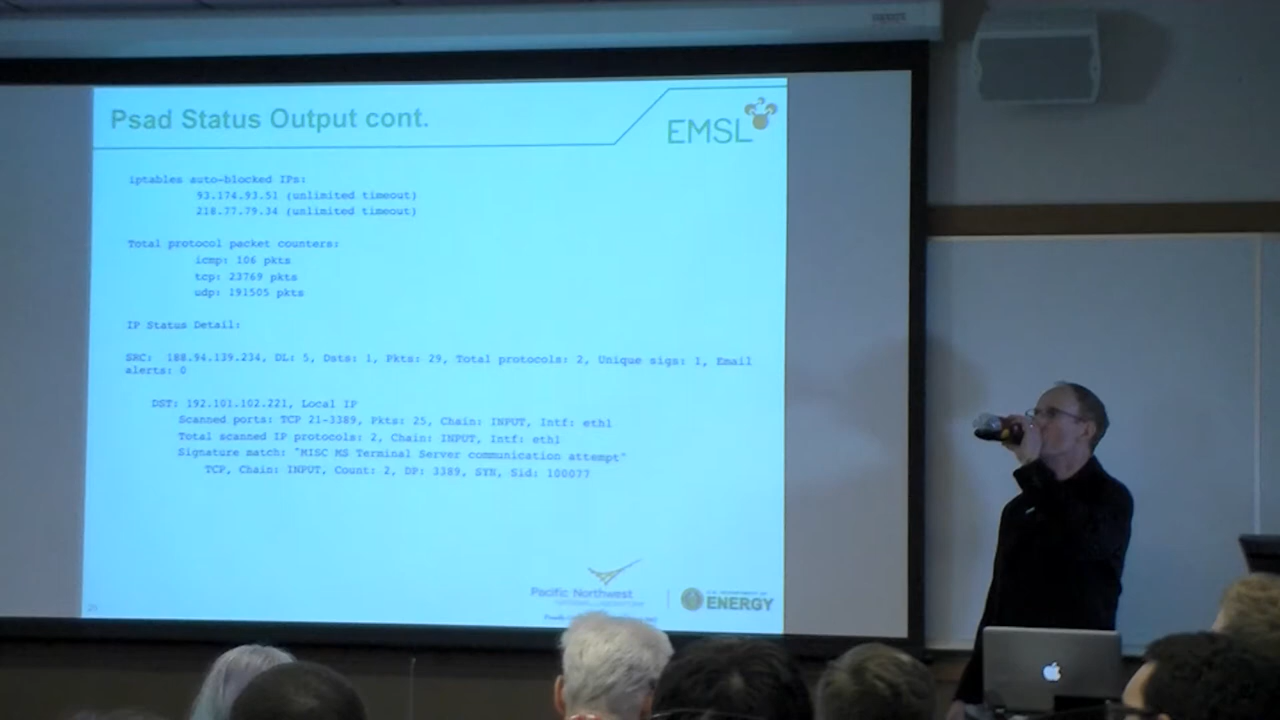 Psad Status Output cont.
EMSL
iptables auto-blocked IPs:
93.174.93.51 (unlimited timeout)
218.77.79.34 (unlimited timeout)
Total protocol packet counters:
icmp: 106 pkts
tcp: 23769 pkts
udp: 191505 pkts
IP Status Detail:
SRC: 188.94.139.234, DL: 5, Dsts: 1, Pkts: 29, Total protocols: 2, Unique sigs: 1, Email
alerts: 0
DST: 192.101.102.221, Local IP
Scanned ports: TCP 21-3389, Pkts: 25, Chain: INPUT, Intf: eth1
Total scanned IP protocols: 2, Chain: INPUT, Intf: eth1
Signature match: "MISC MS Terminal Server communication attempt"
TCP, Chain: INPUT, Count: 2, DP: 3389, SYN, Sid: 100077
Pacific Northwest
NATIONAL LABORATORY
U.S. DEPARTMENT OF
ENERGY